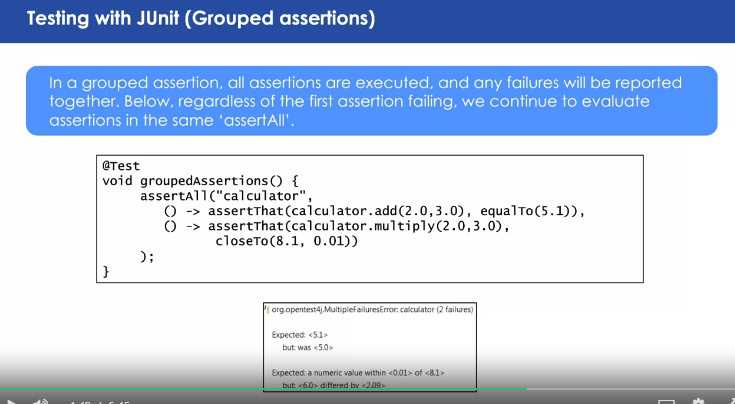 Testing with JUnit (Grouped assertions)
In a grouped assertion, all assertions are executed, and any failures will be reported
together. Below, regardless of the first assertion failing, we continue to evaluate
assertions in the same ‘assertAll’.
@Test
void groupedAssertions() {
assertAll("calculator",
() -> assertThat(calculator.add(2.0,3.0), equalTo(5.1)),
() -> assertThat(calculator.multiply(2.0,3.0),
closeTo(8.1, 0.01))
);
}
org.opentest4j.MultipleFailuresError: calculator (2 failures)
Expected: <5.1>
but: was <5.0>
Expected: a numeric value within <0.01> of <8.1>
but: <6.0> differed by <2.09>